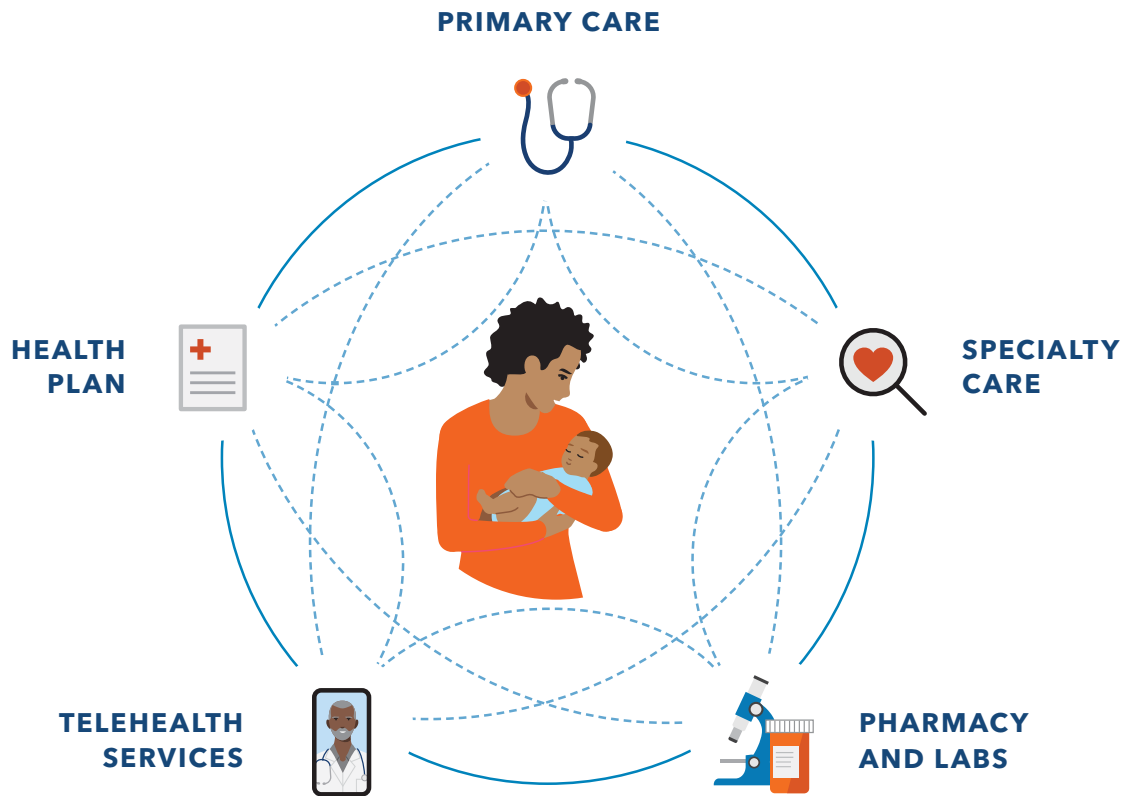 PRIMARY CARE
HEALTH
PLAN
SPECIALTY
CARE
TELEHEALTH
SERVICES
PHARMACY
AND LABS